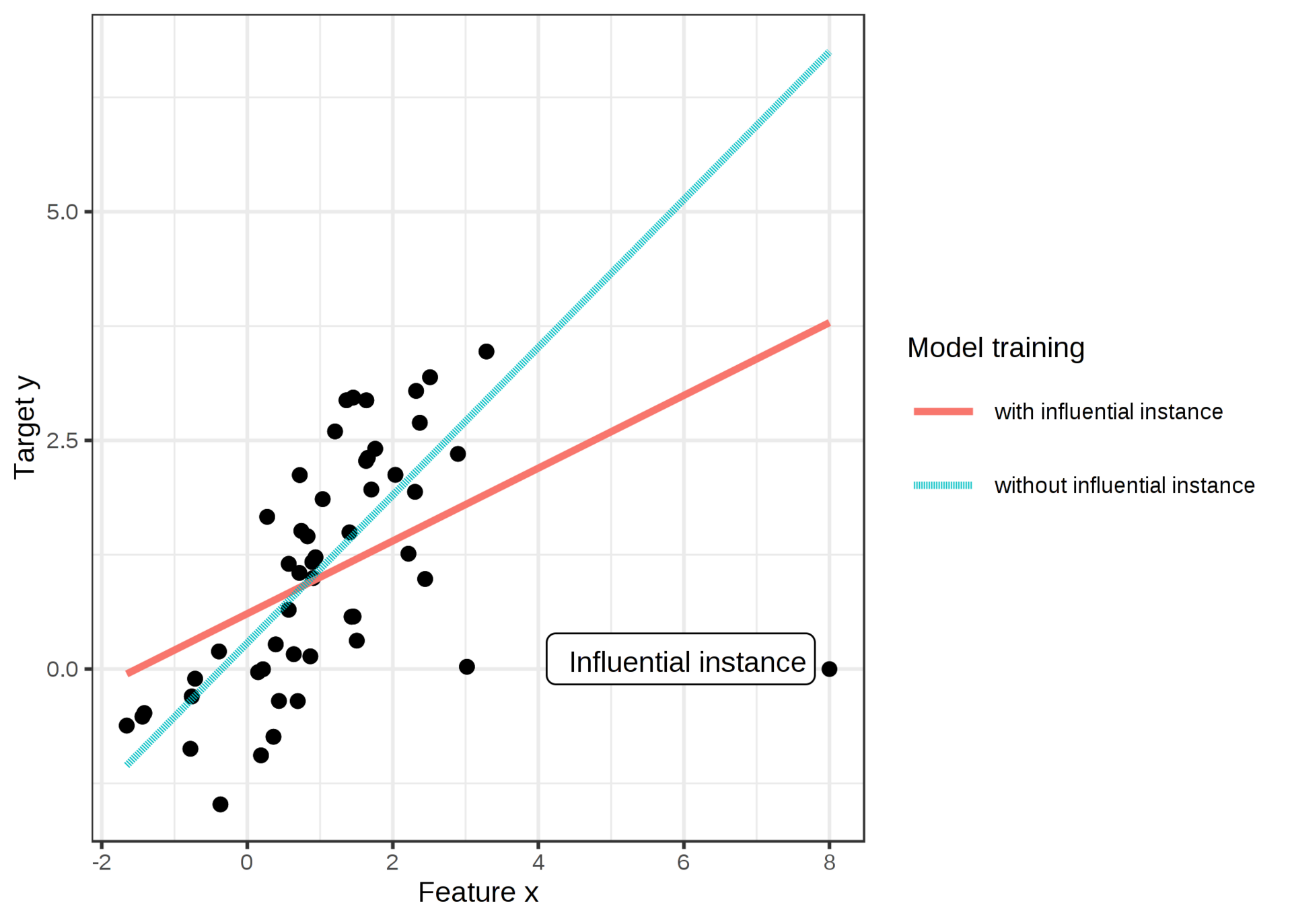 5.0
2.5
0.0
Target y
-2 0 2 4 6 8
Feature x
Influential instance
Model training
with influential instance
without influential instance